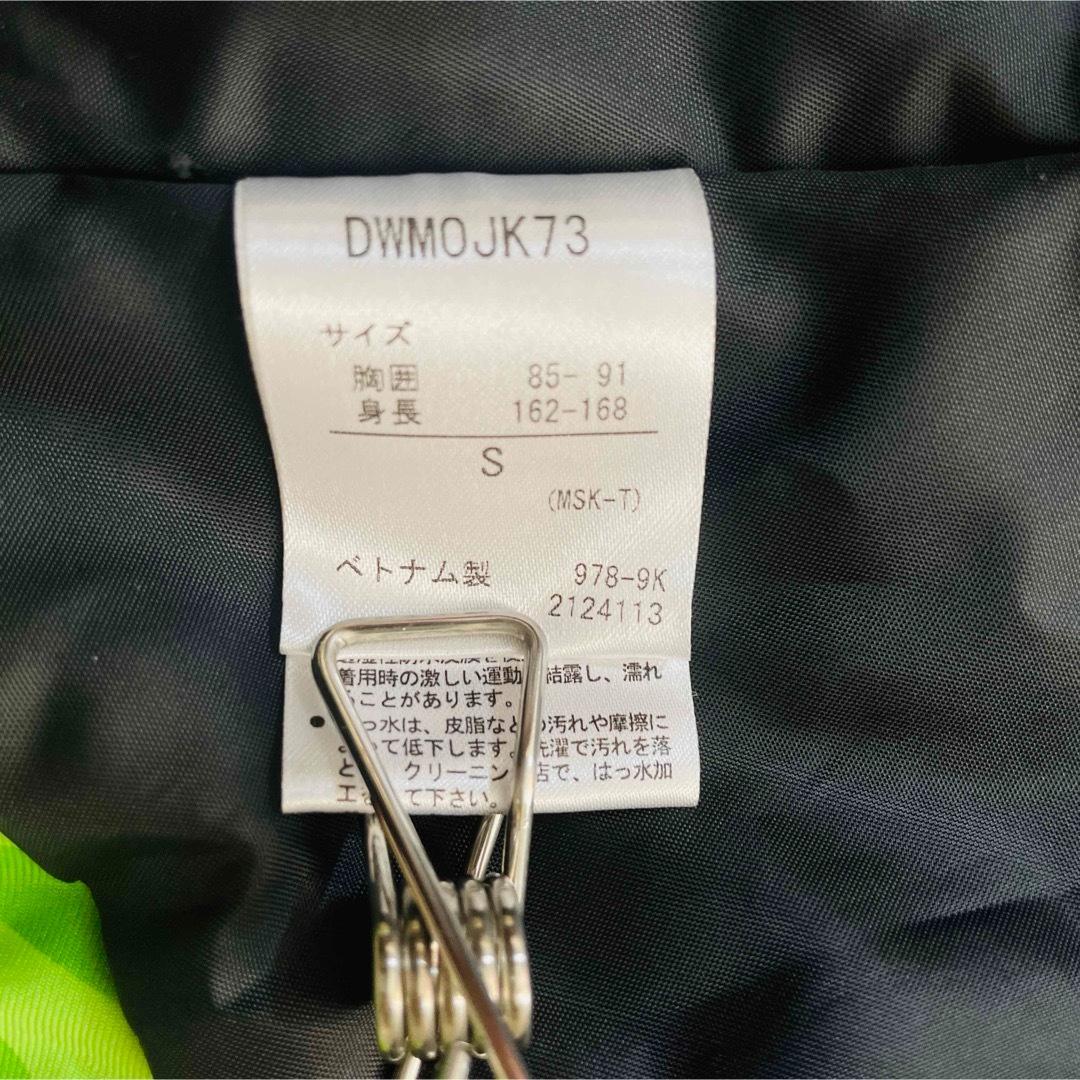 DWMOJK73
サイズ
胸囲 85- 91
身長 162-168
S
(MSK-T)
ベトナム製 978-9K
2124113
着用時の激しい運動 結露し、濡れ
ことがあります。
っ水は、皮脂な の汚れや摩擦に
って低下します。 洗濯で汚れを落
と クリーニン 店で、はっ水加
工 て下さい。